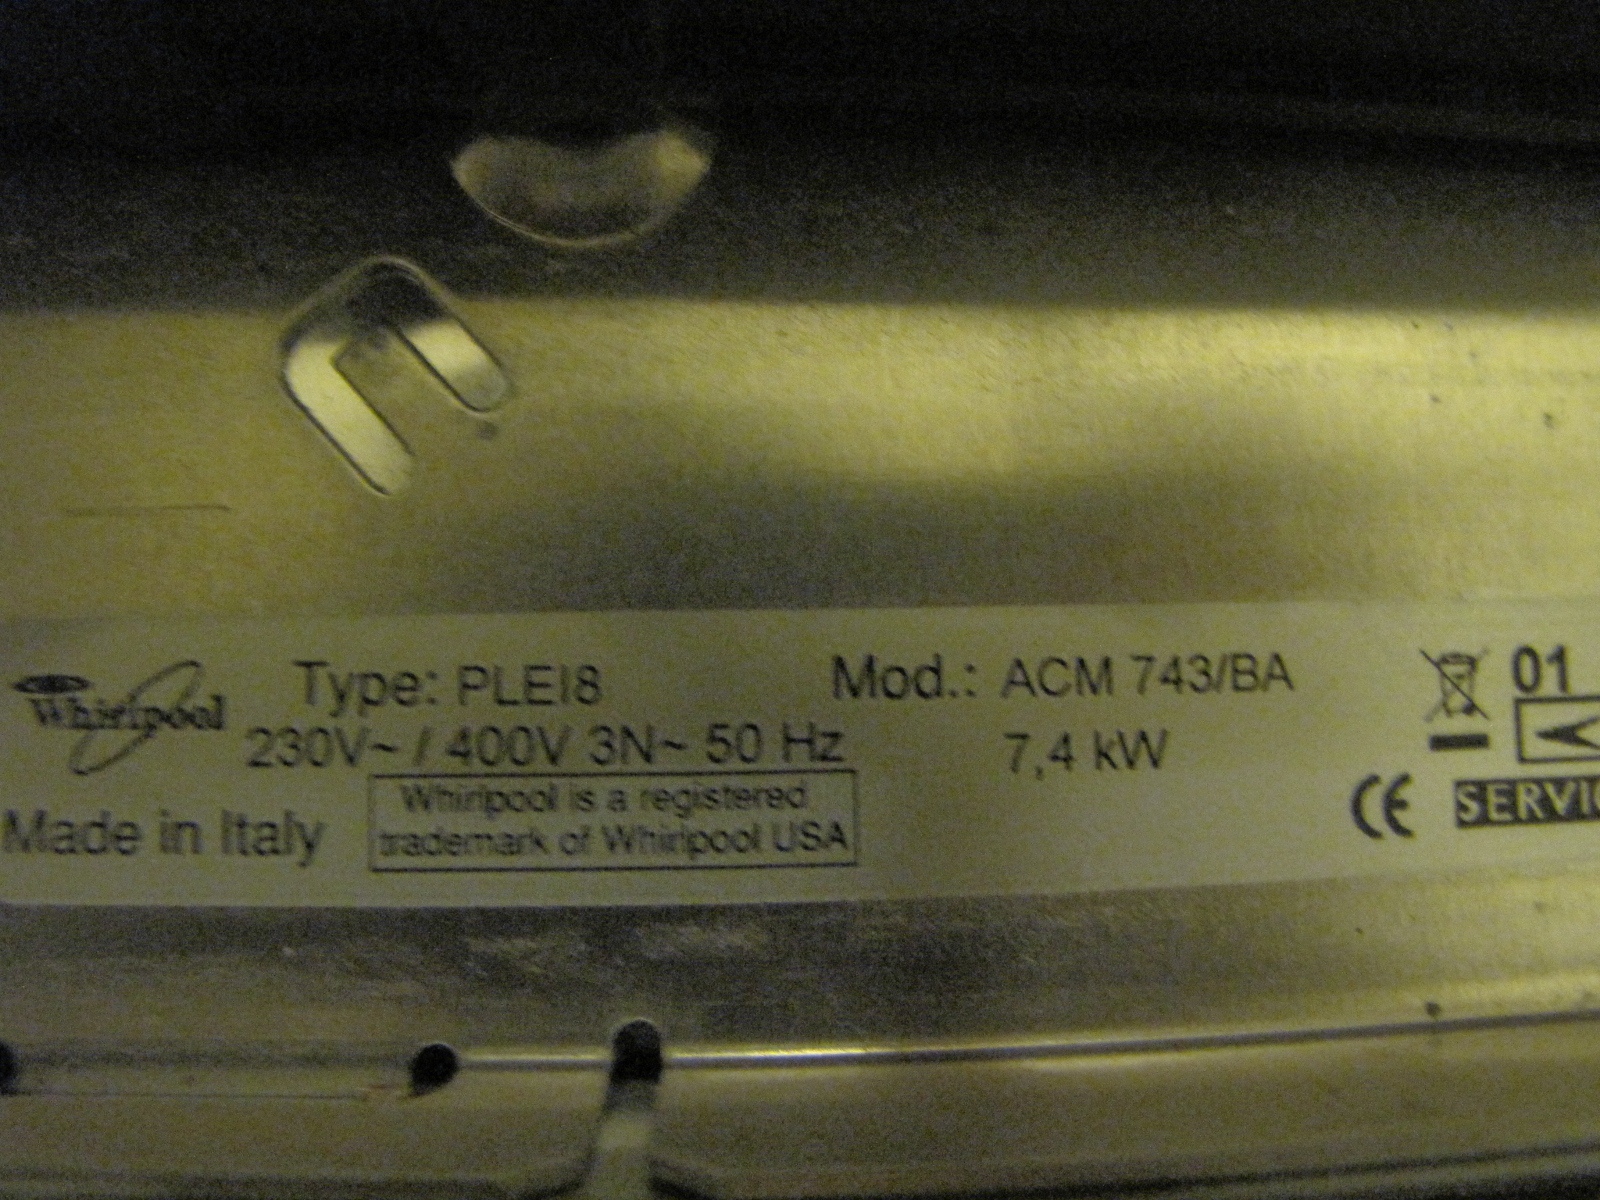 Whirlpool
Type: PLEI8 Mod.: ACM 743/BA 01
230V~ / 400V 3N~ 50 Hz 7,4 kW
Whirlpool is a registered
trademark of Whirlpool USA
Made in Italy
CE SERVIC